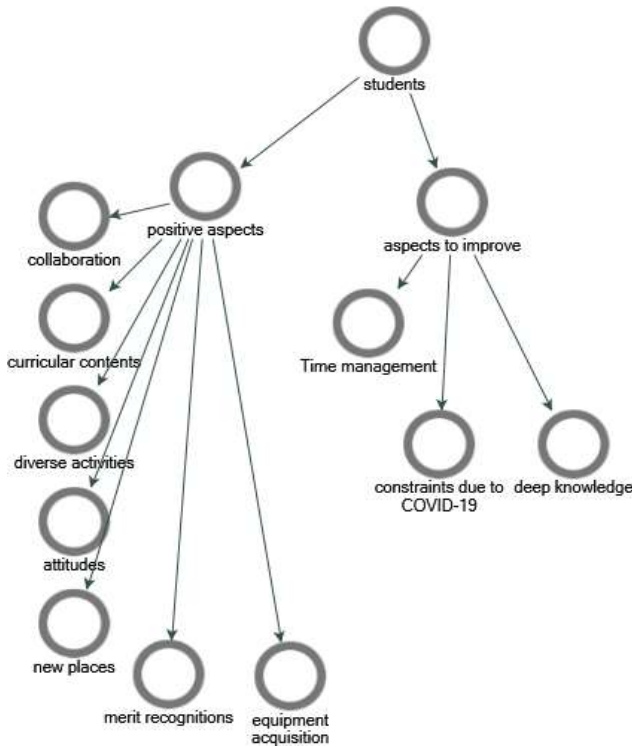 students
positive aspects
aspects to improve
collaboration
curricular contents
Time management
diverse activities
constraints due to
COVID-19
deep knowledge
attitudes
new places
merit recognitions
equipment
acquisition